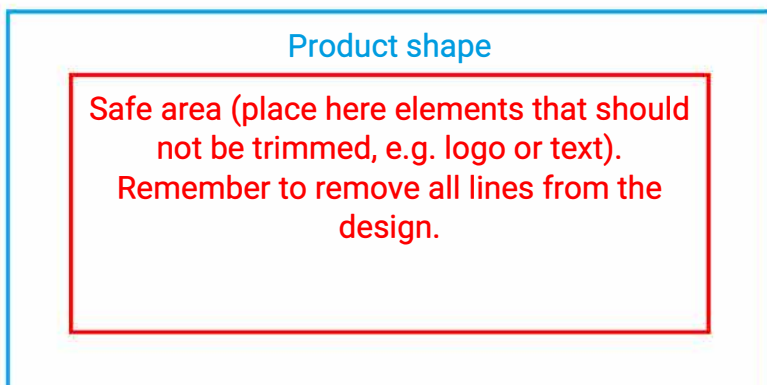 Product shape
Safe area (place here elements that should
not be trimmed, e.g. logo or text).
Remember to remove all lines from the
design.